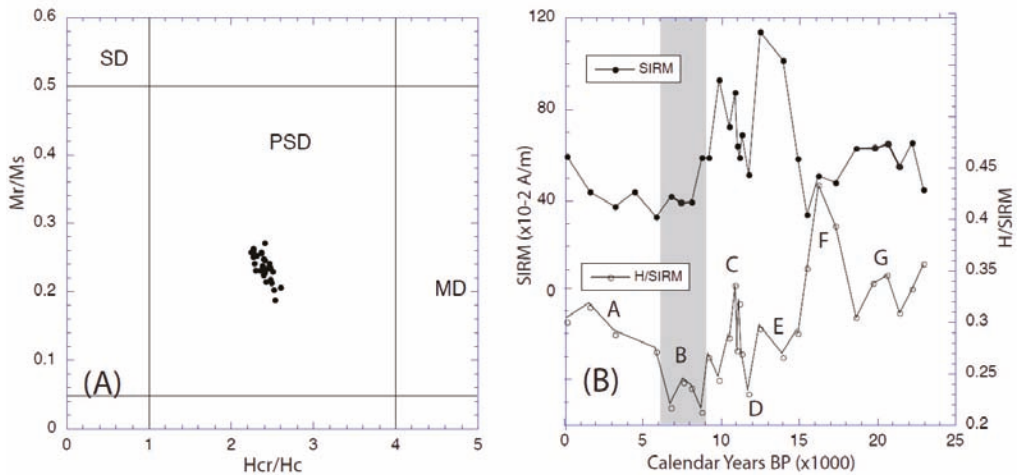 0.6
0.5
0.4
0.3
0.2
0.1
0
Mr/Ms
SD
PSD
MD
(A)
0 1 2 3 4 5
Hcr/Hc
120
80
40
0
SIRM (x10-2 A/m)
SIRM
H/SIRM
A
B
C
D
E
F
G
(B)
0.45
0.4
0.35
0.3
0.25
0.2
H/SIRM
0 5 10 15 20 25
Calendar Years BP (x1000)